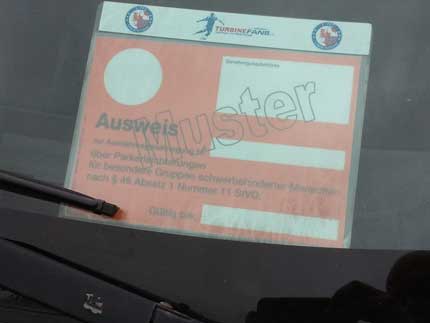 TURBINEFANS
Muster
Ausweis
über Parkerleichterungen
für besondere Gruppen schwerbehinderter Menschen
nach § 46 Absatz 1 Nummer 11 StVO.
Gültig bis: